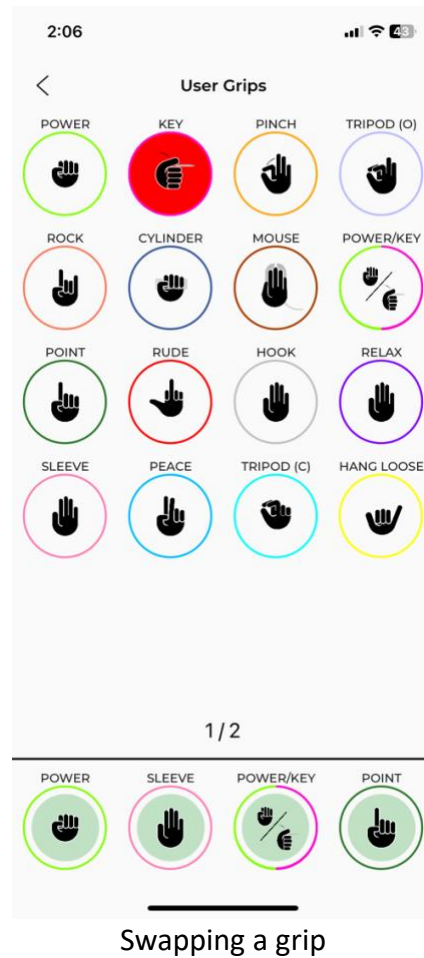 2:06
43
User Grips
POWER KEY PINCH TRIPOD (O)
ROCK CYLINDER MOUSE POWER/KEY
POINT RUDE HOOK RELAX
SLEEVE PEACE TRIPOD (C) HANG LOOSE
1/2
POWER SLEEVE POWER/KEY POINT
Swapping a grip